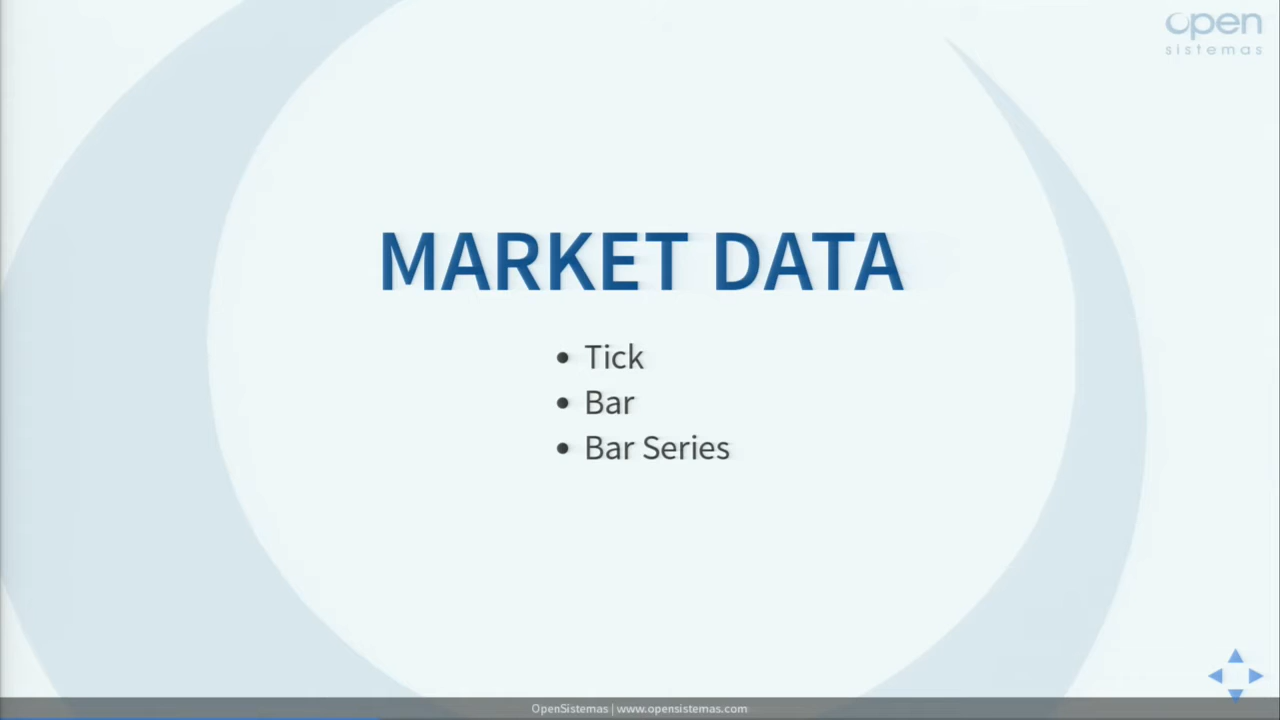 open
sistemas
MARKET DATA
• Tick
• Bar
• Bar Series
OpenSistemas | www.opensistemas.com